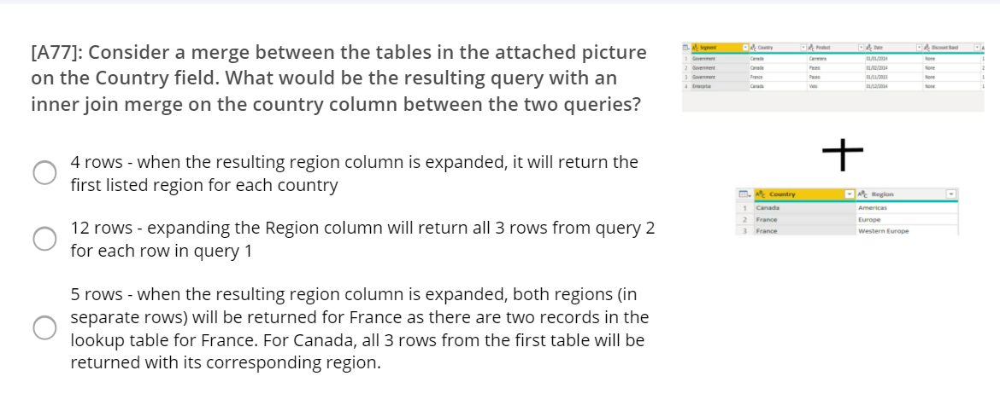 [A77]: Consider a merge between the tables in the attached picture
on the Country field. What would be the resulting query with an
inner join merge on the country column between the two queries?
4 rows - when the resulting region column is expanded, it will return the
first listed region for each country
12 rows - expanding the Region column will return all 3 rows from query 2
for each row in query 1
5 rows - when the resulting region column is expanded, both regions (in
separate rows) will be returned for France as there are two records in the
lookup table for France. For Canada, all 3 rows from the first table will be
returned with its corresponding region.
Segment Country Product Date Discount Band
1 Government Canada Carretera 01/01/2014 None 1
2 Government Canada Paseo 01/02/2014 None 2
3 Government France Paseo 01/11/2013 None 1
4 Enterprise Canada Velo 01/12/2014 None 1
+
ABC Country ABC Region
1 Canada Americas
2 France Europe
3 France Western Europe